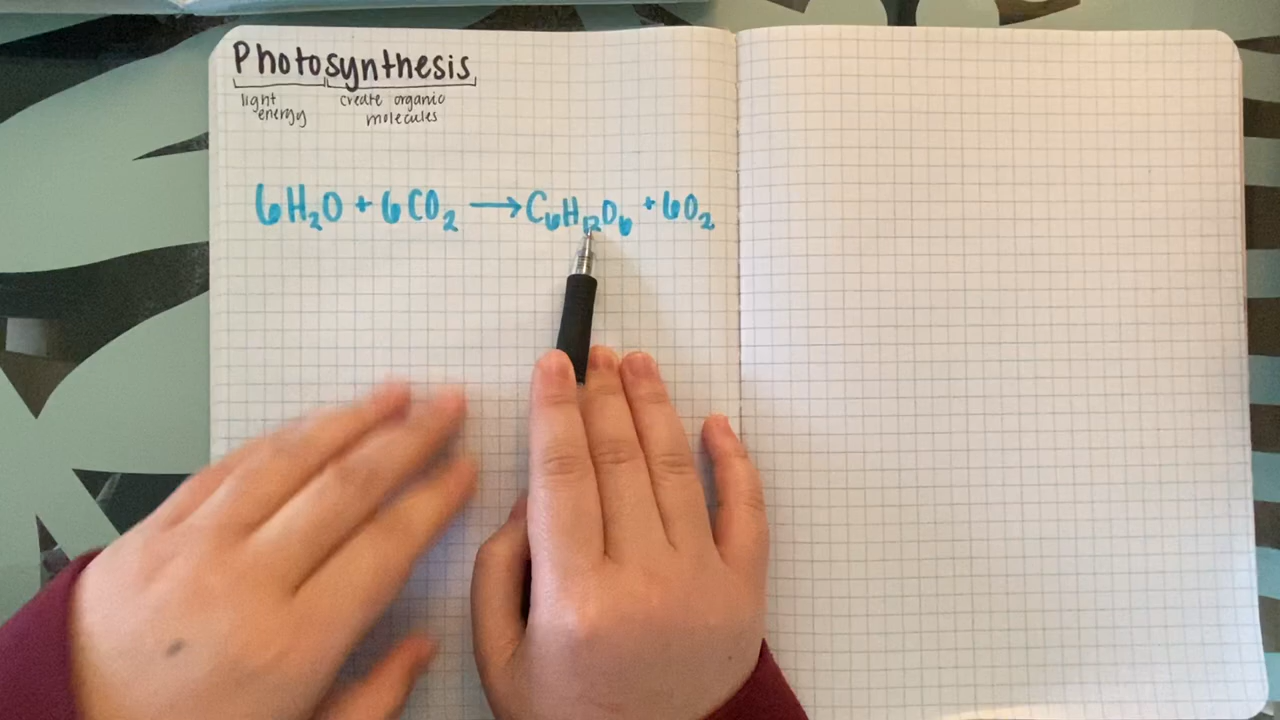 Photosynthesis
light create organic
energy molecules
6H₂O + 6CO₂ → C₆H₁₂O₆ + 6O₂